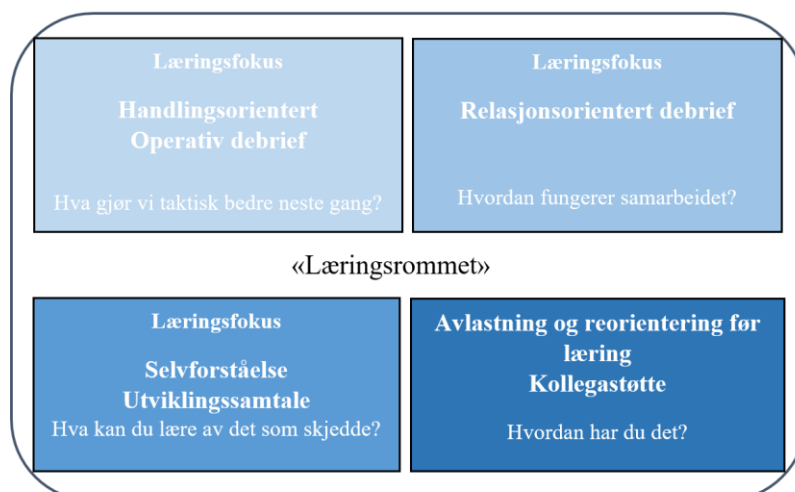 Læringsfokus
Handlingsorientert
Operativ debrief
Hva gjør vi taktisk bedre neste gang?
Læringsfokus
Relasjonsorientert debrief
Hvordan fungerer samarbeidet?
«Læringsrommet»
Læringsfokus
Selvforståelse
Utviklingssamtale
Hva kan du lære av det som skjedde?
Avlastning og reorientering før
læring
Kollegastøtte
Hvordan har du det?